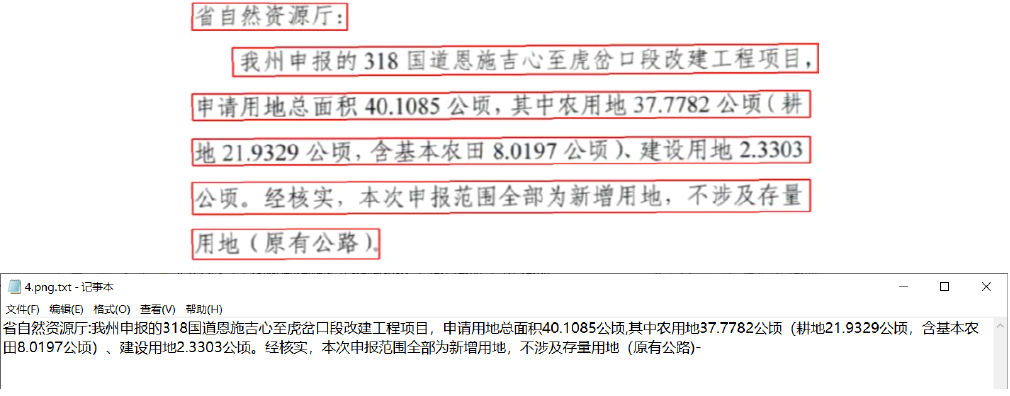 省自然资源厅：
我州申报的 318 国道恩施吉心至虎岔口段改建工程项目，
申请用地总面积 40.1085 公顷，其中农用地 37.7782 公顷（耕
地 21.9329 公顷，含基本农田 8.0197 公顷）、建设用地 2.3303
公顷。经核实，本次申报范围全部为新增用地，不涉及存量
用地（原有公路）。
4.png.txt - 记事本
文件(F) 编辑(E) 格式(O) 查看(V) 帮助(H)
省自然资源厅:我州申报的318国道恩施吉心至虎岔口段改建工程项目，申请用地总面积40.1085公顷,其中农用地37.7782公顷（耕地21.9329公顷，含基本农
田8.0197公顷）、建设用地2.3303公顷。经核实，本次申报范围全部为新增用地，不涉及存量用地（原有公路)-